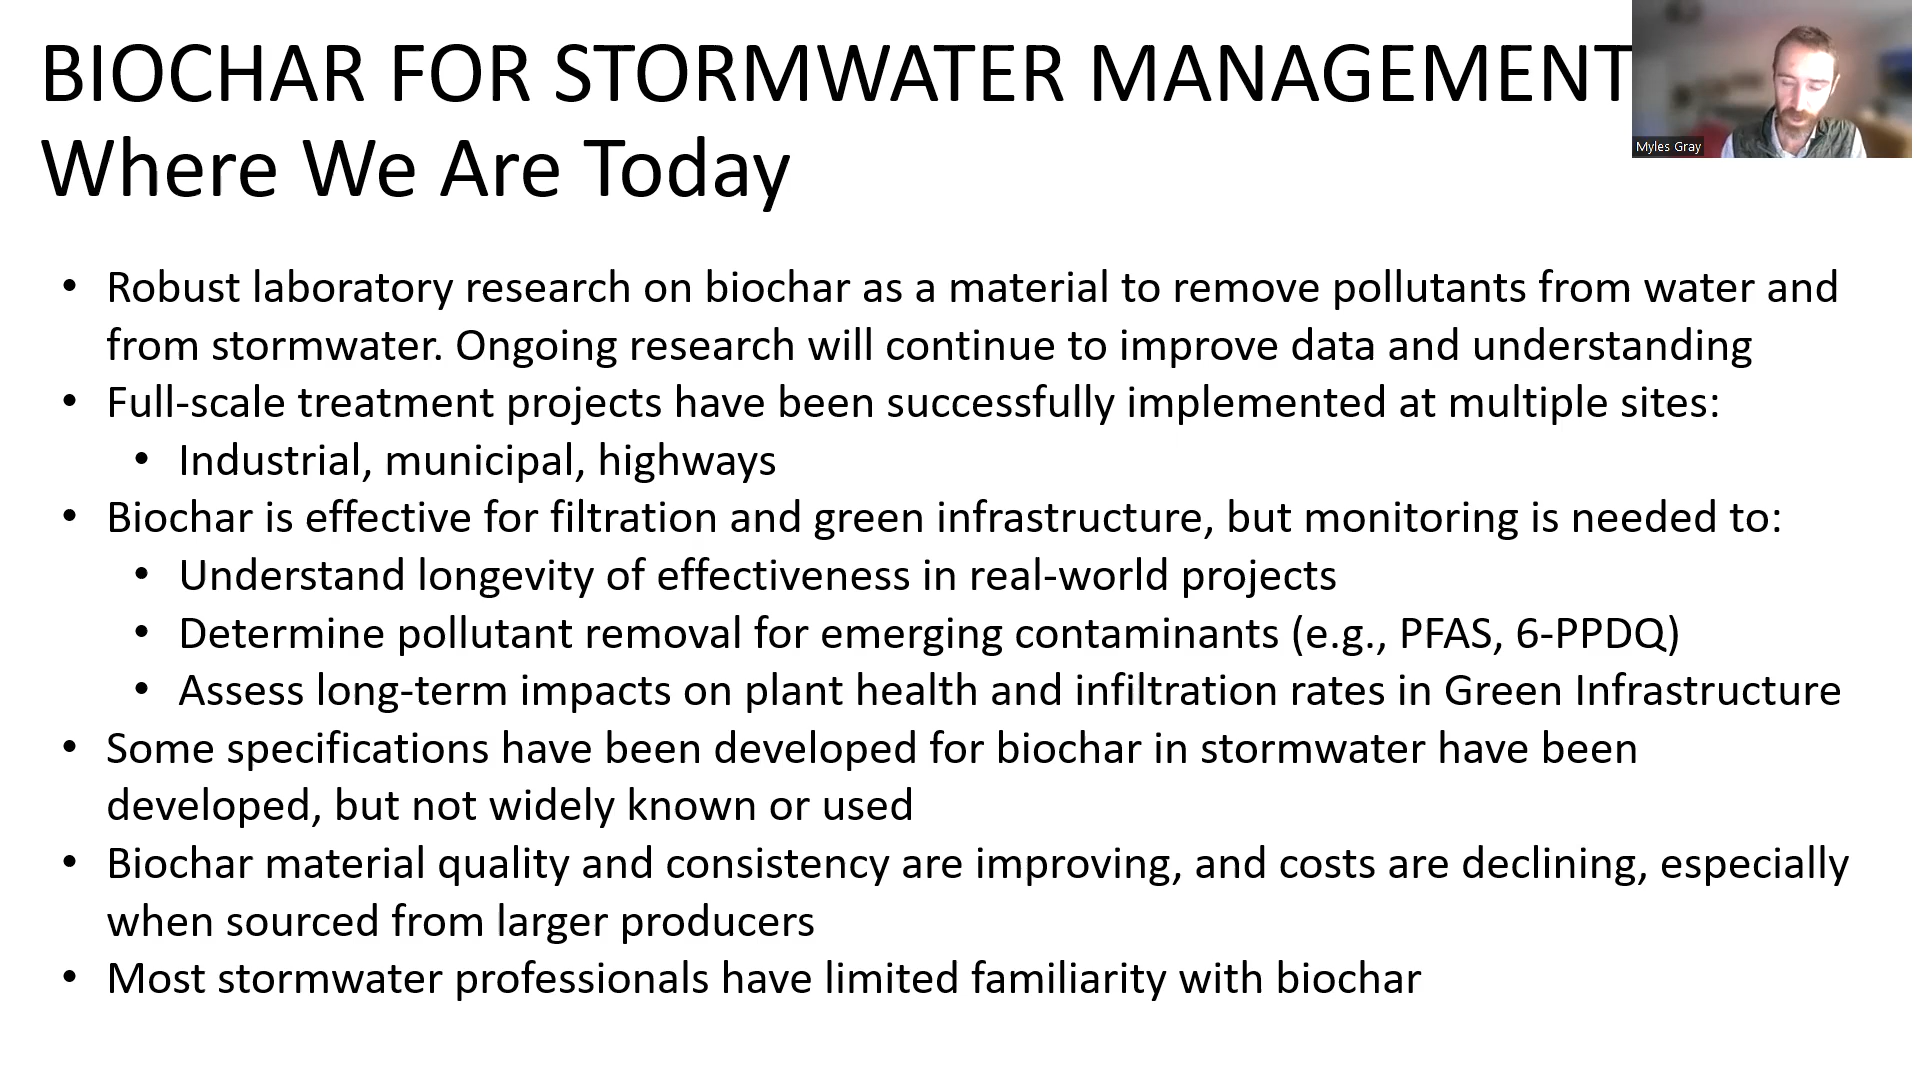 BIOCHAR FOR STORMWATER MANAGEMENT
Where We Are Today
Myles Gray
• Robust laboratory research on biochar as a material to remove pollutants from water and
from stormwater. Ongoing research will continue to improve data and understanding
• Full-scale treatment projects have been successfully implemented at multiple sites:
• Industrial, municipal, highways
• Biochar is effective for filtration and green infrastructure, but monitoring is needed to:
• Understand longevity of effectiveness in real-world projects
• Determine pollutant removal for emerging contaminants (e.g., PFAS, 6-PPDQ)
• Assess long-term impacts on plant health and infiltration rates in Green Infrastructure
• Some specifications have been developed for biochar in stormwater have been
developed, but not widely known or used
• Biochar material quality and consistency are improving, and costs are declining, especially
when sourced from larger producers
• Most stormwater professionals have limited familiarity with biochar